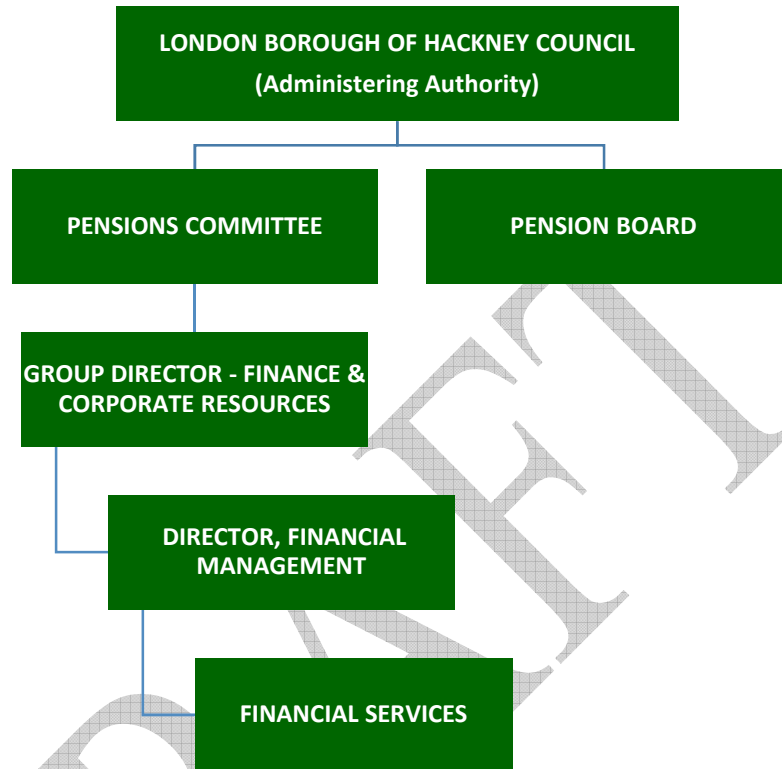 LONDON BOROUGH OF HACKNEY COUNCIL
(Administering Authority)
PENSIONS COMMITTEE
PENSION BOARD
GROUP DIRECTOR - FINANCE &
CORPORATE RESOURCES
DIRECTOR, FINANCIAL
MANAGEMENT
FINANCIAL SERVICES
DRAFT